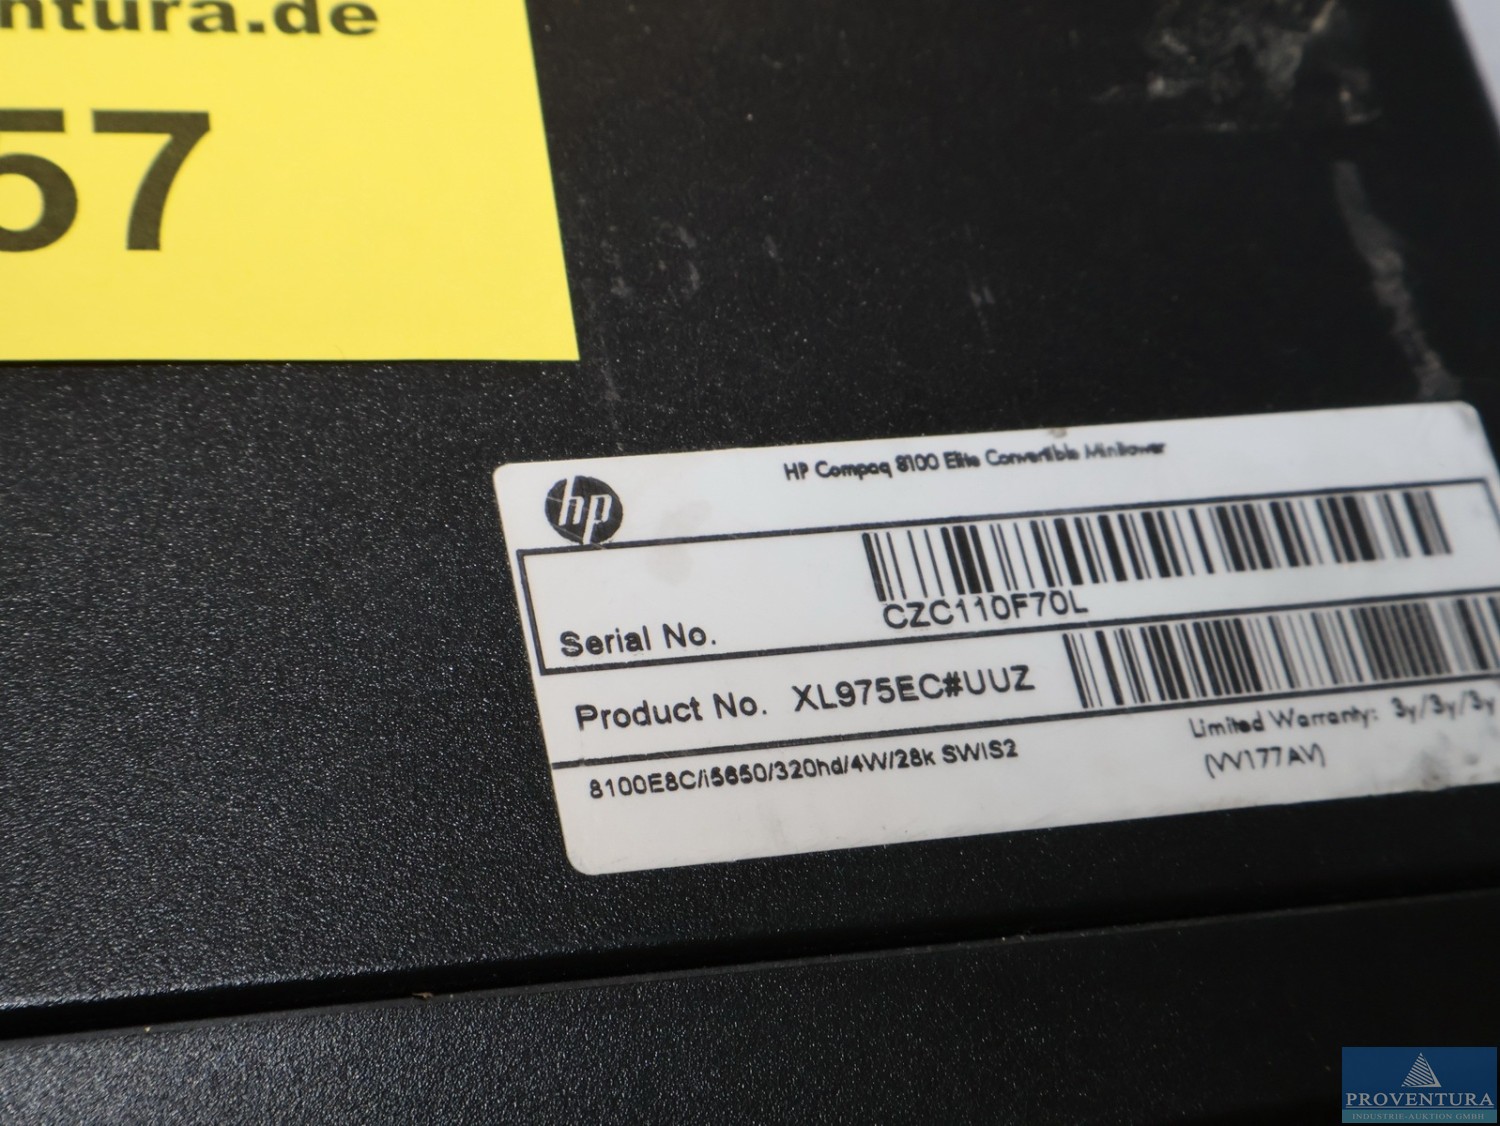 ntura.de
57
hp
HP Compaq 8100 Elite Convertible Minitower
Serial No.
CZC110F70L
Product No. XL975EC#UUZ
Limited Warranty: 3y/3y/3y
8100E8C/i5650/320hd/4W/28k SWIS2
(VV177AV)
PROVENTURA
INDUSTRIE-AUKTION GMBH